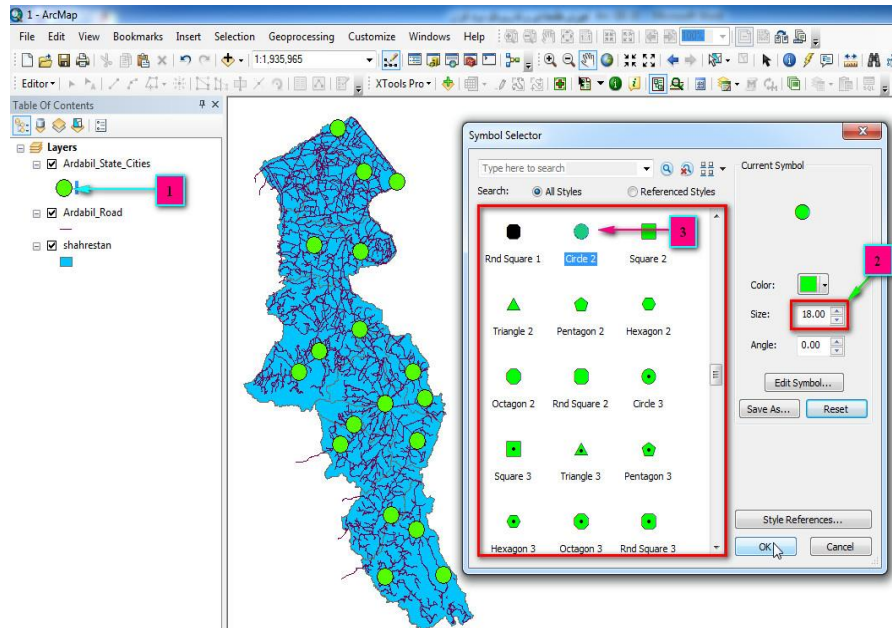 1 - ArcMap
File Edit View Bookmarks Insert Selection Geoprocessing Customize Windows Help
1:1,935,965
Editor
XTools Pro
Table Of Contents
Layers
Ardabil_State_Cities
1
Ardabil_Road
shahrestan
Symbol Selector
Type here to search
Search: All Styles Referenced Styles
Current Symbol
3
Rnd Square 1 Circle 2 Square 2
2
Color:
Size: 18.00
Angle: 0.00
Triangle 2 Pentagon 2 Hexagon 2
Edit Symbol...
Octagon 2 Rnd Square 2 Circle 3
Save As... Reset
Square 3 Triangle 3 Pentagon 3
Hexagon 3 Octagon 3 Rnd Square 3
Style References...
OK Cancel